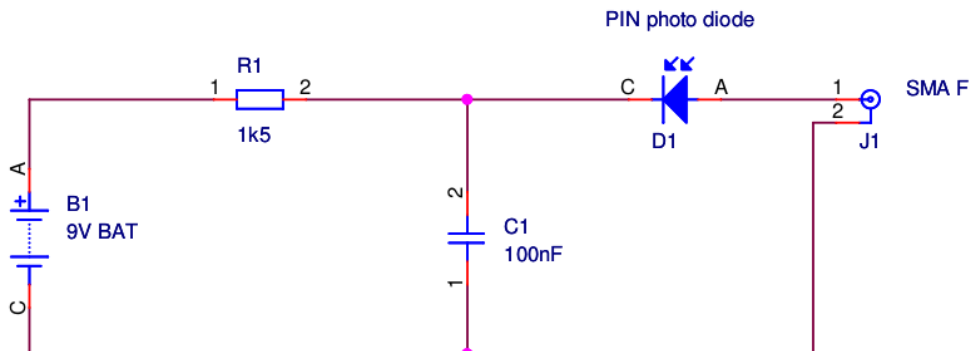 PIN photo diode
R1
1 2
1k5
C A
D1
1
2
SMA F
J1
A
+
B1
9V BAT
C
2
C1
100nF
1